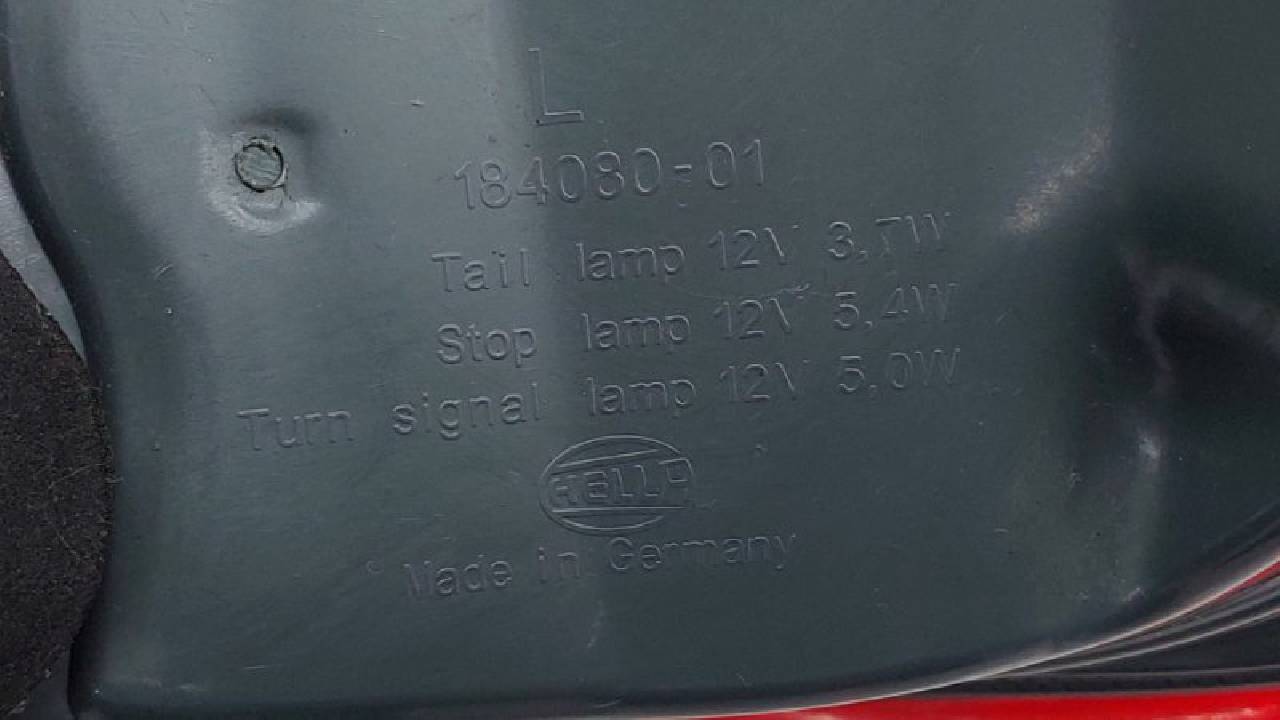 L
184080-01
Tail lamp 12V 3,7W
Stop lamp 12V 5,4W
Turn signal lamp 12V 5,0W
HELLA
Made in Germany